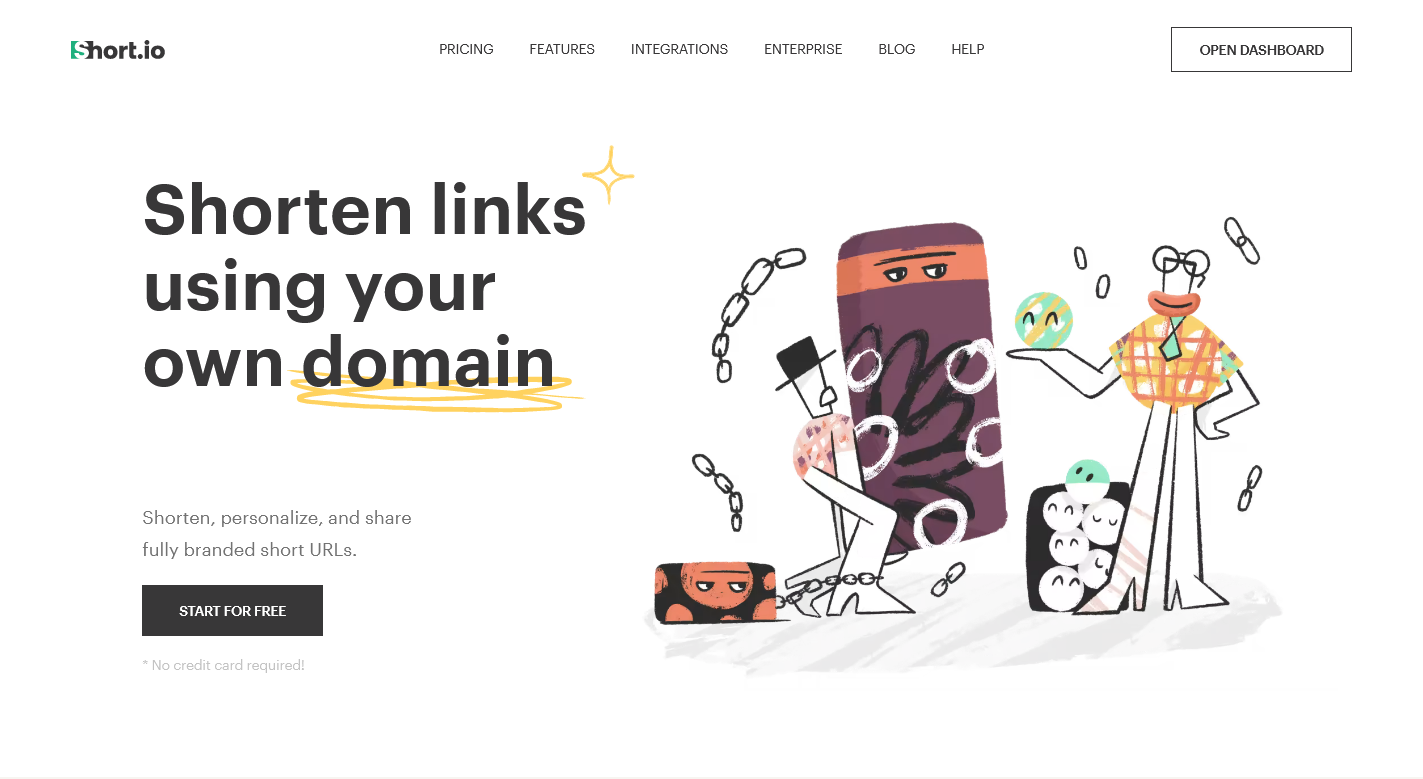 Short.io
PRICING
FEATURES
INTEGRATIONS
ENTERPRISE
BLOG
HELP
OPEN DASHBOARD
Shorten links
using your
own domain
Shorten, personalize, and share
fully branded short URLs.
START FOR FREE
* No credit card required!